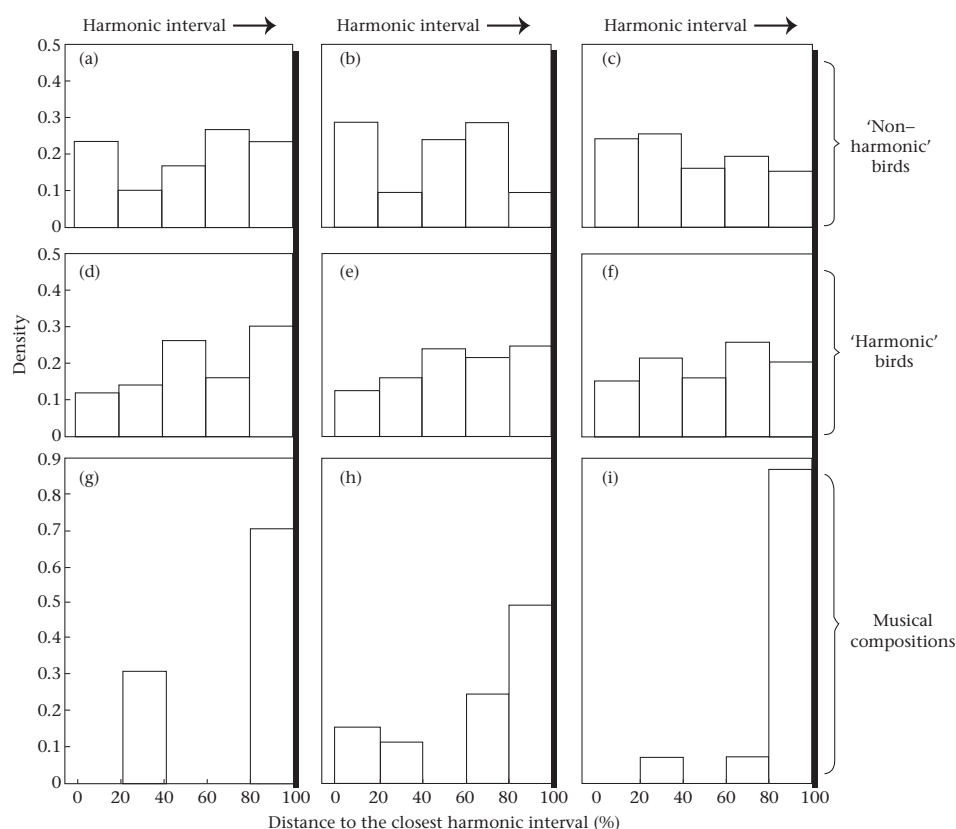 Harmonic interval Harmonic interval Harmonic interval
0.5
0.4
0.3
0.2
0.1
0
(a)
(b)
(c)
‘Non–
harmonic’
birds
0.5
0.4
0.3
0.2
0.1
0
(d)
(e)
(f)
‘Harmonic’
birds
Density
0.9
0.8
0.7
0.6
0.5
0.4
0.3
0.2
0.1
0
(g)
(h)
(i)
Musical
compositions
0 20 40 60 80 100 0 20 40 60 80 100 0 20 40 60 80 100
Distance to the closest harmonic interval (%)